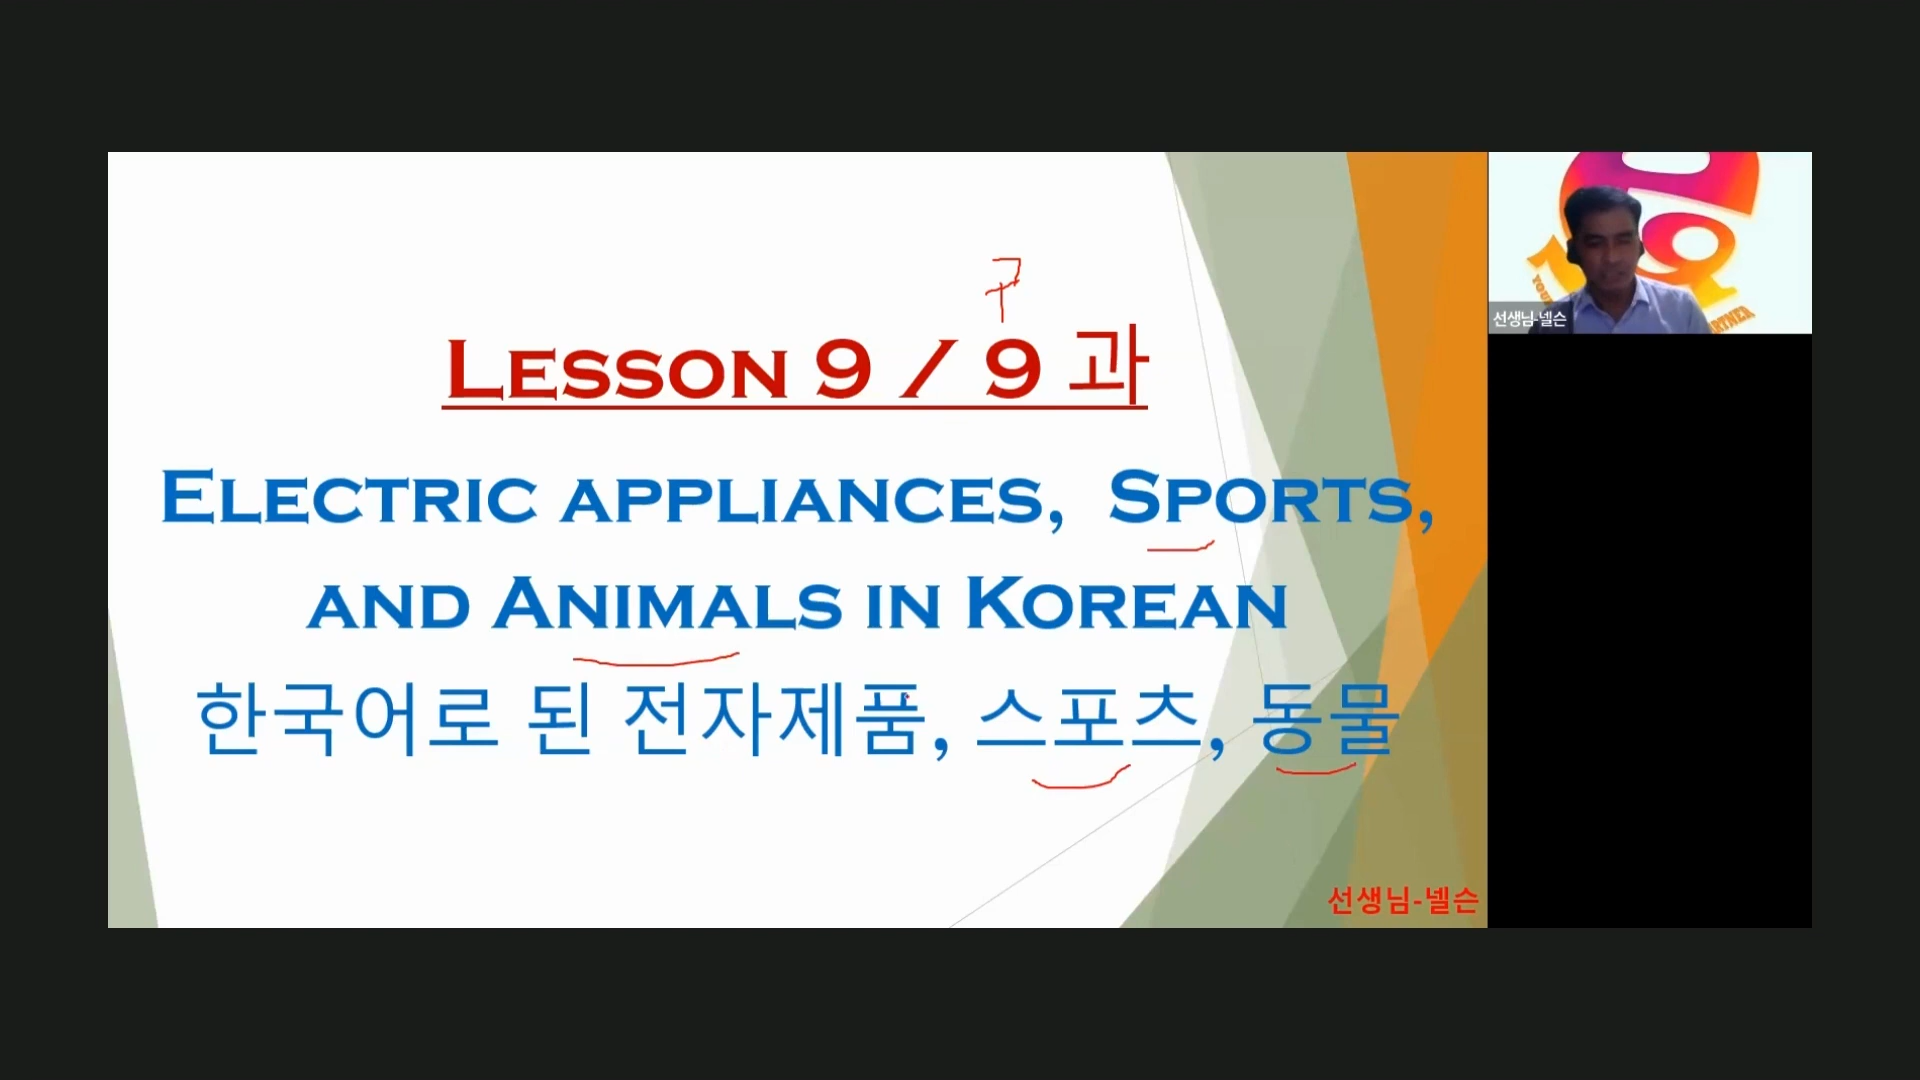 구
LESSON 9 / 9 과
ELECTRIC APPLIANCES, SPORTS,
AND ANIMALS IN KOREAN
한국어로 된 전자제품, 스포츠, 동물
선생님-넬슨
선생님-넬슨